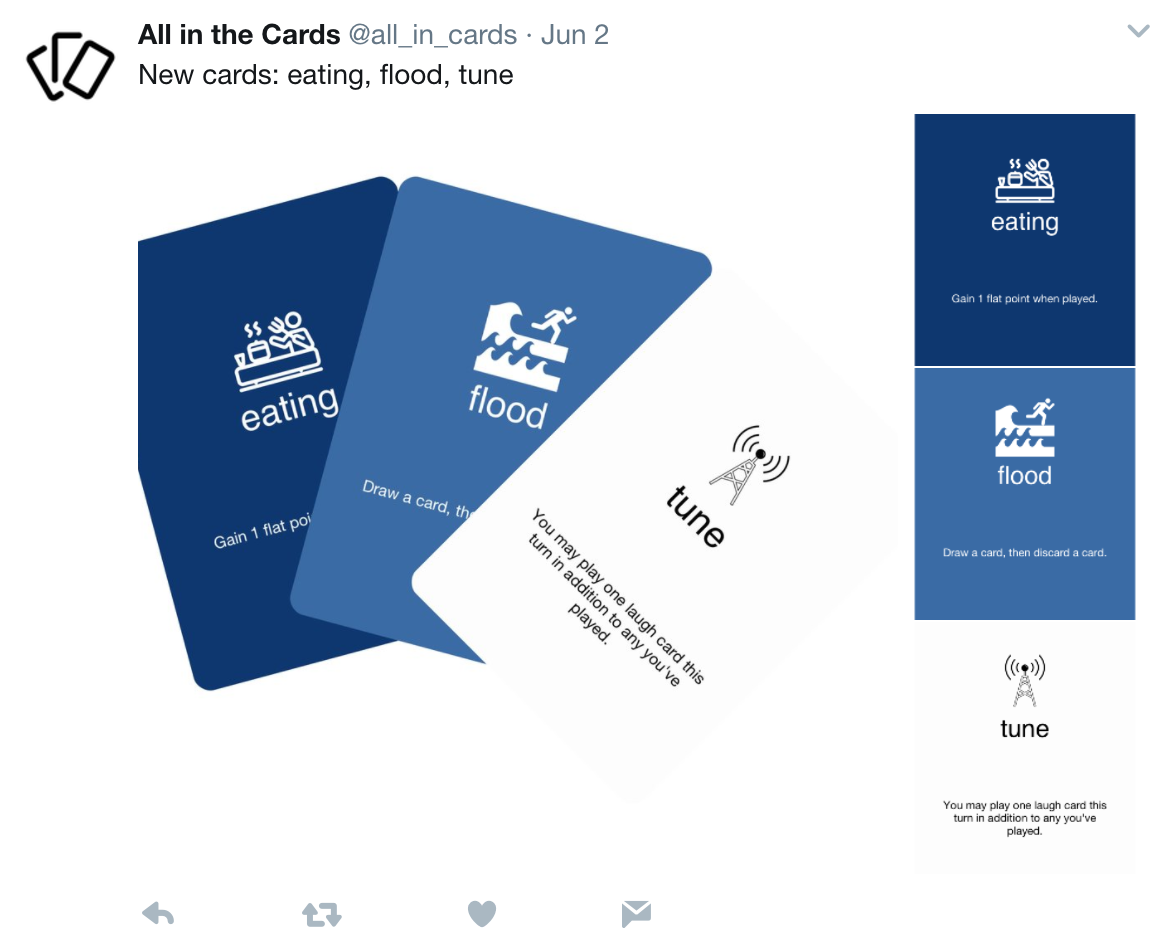 All in the Cards @all_in_cards · Jun 2
New cards: eating, flood, tune
eating
Gain 1 flat poi
flood
Draw a card, the
tune
You may play one laugh card this
turn in addition to any you've
played.
eating
Gain 1 flat point when played.
flood
Draw a card, then discard a card.
tune
You may play one laugh card this
turn in addition to any you've
played.